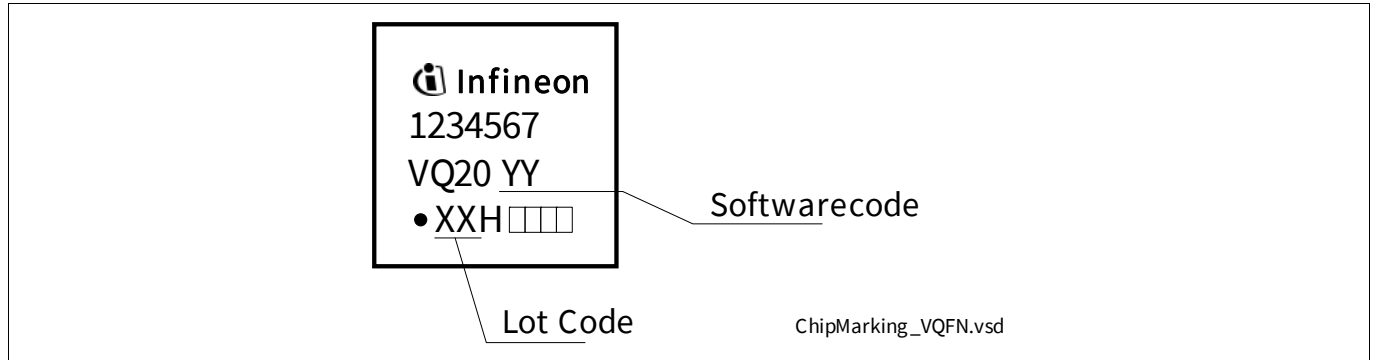 Infineon
1234567
VQ20 YY
●XXH□□□□
Softwarecode
Lot Code
ChipMarking_VQFN.vsd